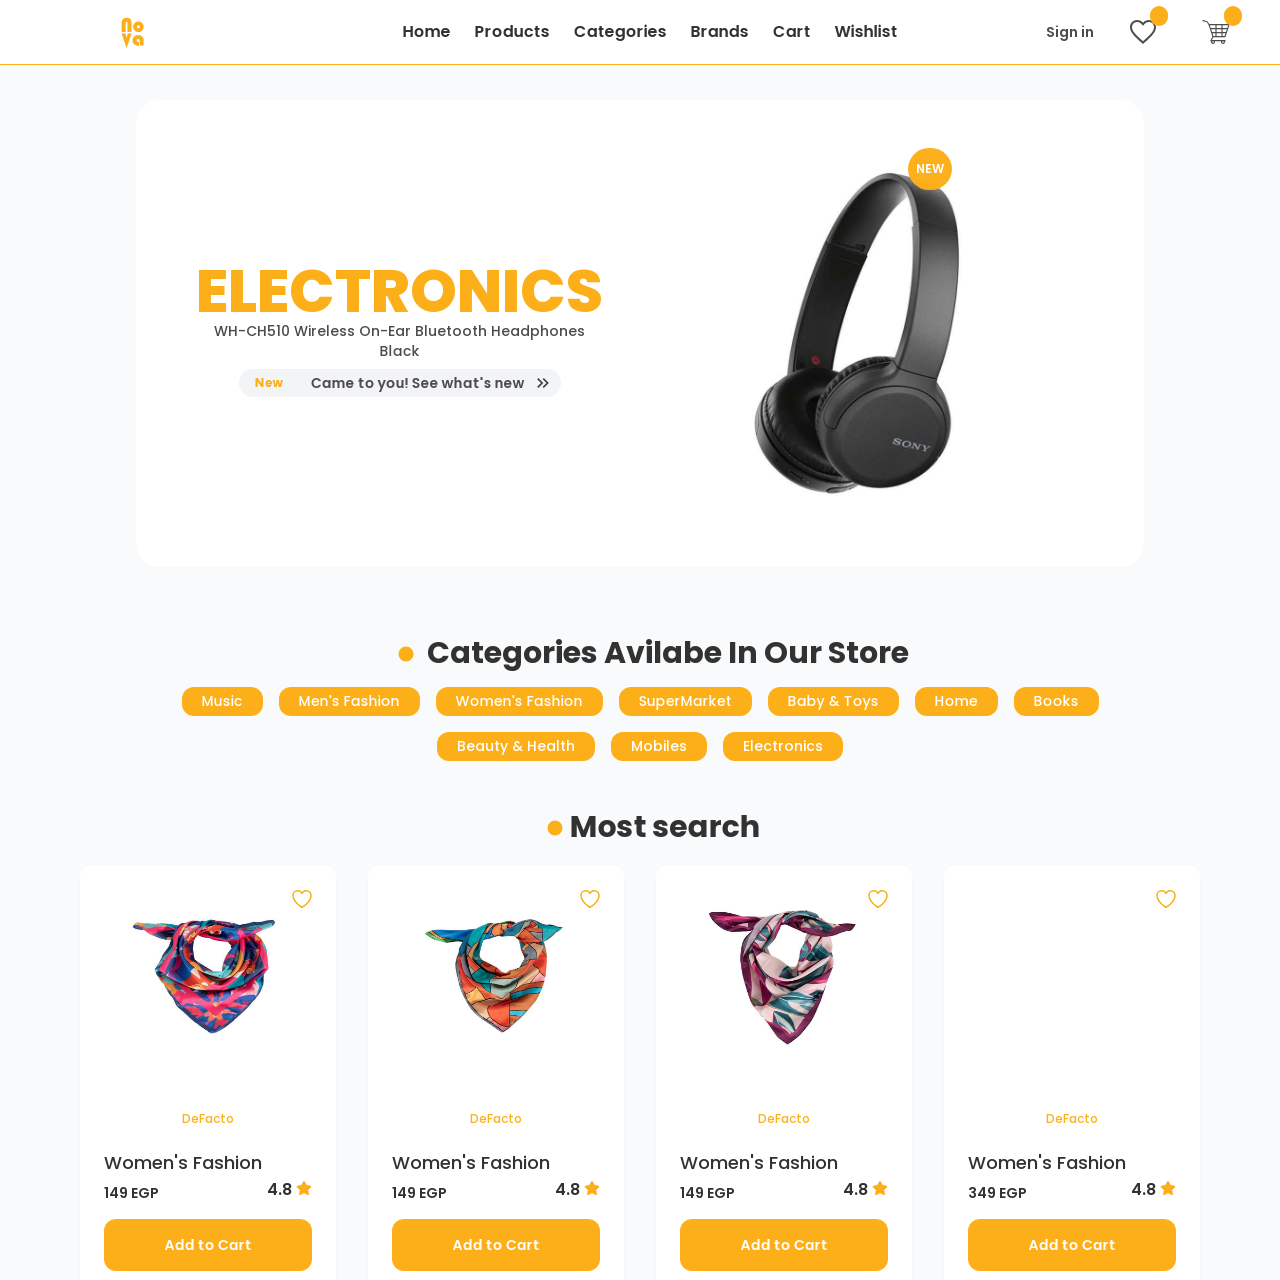 nova
Home Products Categories Brands Cart Wishlist
Sign in
NEW
ELECTRONICS
WH-CH510 Wireless On-Ear Bluetooth Headphones
Black
New Came to you! See what's new
SONY
Categories Avilabe In Our Store
Music Men's Fashion Women's Fashion SuperMarket Baby & Toys Home Books
Beauty & Health Mobiles Electronics
Most search
DeFacto DeFacto DeFacto DeFacto
Women's Fashion Women's Fashion Women's Fashion Women's Fashion
149 EGP 4.8 149 EGP 4.8 149 EGP 4.8 349 EGP 4.8
Add to Cart Add to Cart Add to Cart Add to Cart